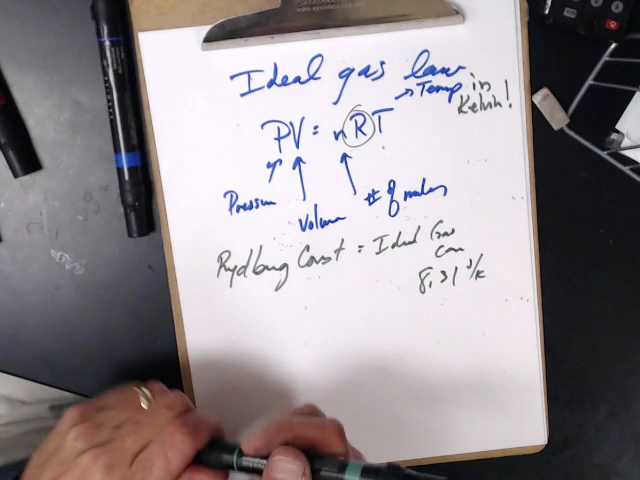 Ideal gas law
→ Temp in Kelvin!
PV = nRT
Pressure
Volume
# of moles
Rydberg Const = Ideal Gas
Con
8.31 J/K